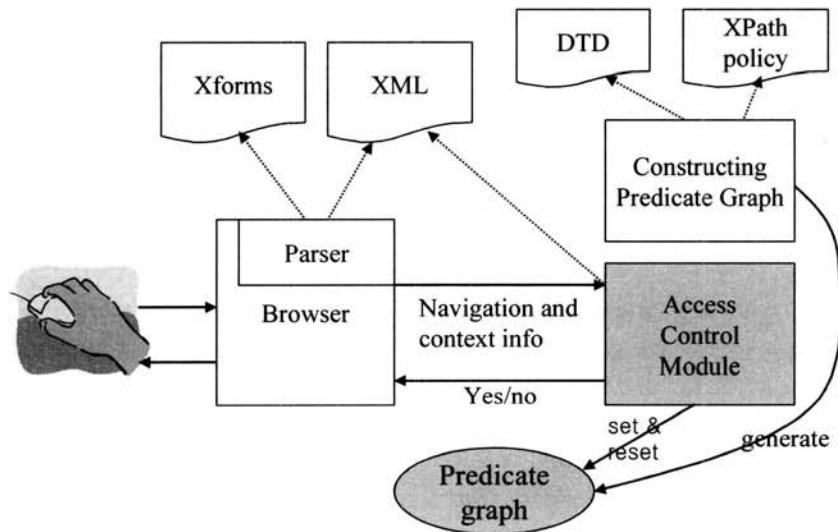 DTD
XPath
policy
Xforms
XML
Constructing
Predicate Graph
Parser
Browser
Navigation and
context info
Access
Control
Module
Yes/no
set &
reset
generate
Predicate
graph